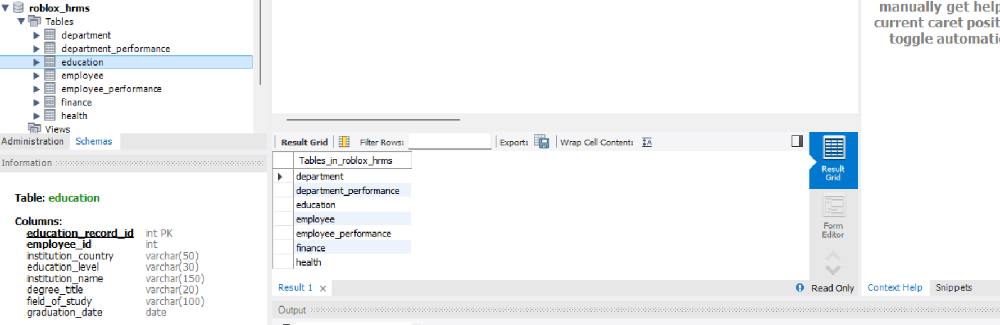 roblox_hrms
Tables
department
department_performance
education
employee
employee_performance
finance
health
Views
Administration Schemas
Information
Table: education
Columns:
education_record_id int PK
employee_id int
institution_country varchar(50)
education_level varchar(30)
institution_name varchar(150)
degree_title varchar(20)
field_of_study varchar(100)
graduation_date date
Result Grid Filter Rows: Export: Wrap Cell Content:
Tables_in_roblox_hrms
department
department_performance
education
employee
employee_performance
finance
health
Result
Grid
Form
Editor
Result 1
Read Only
Output
manually get help
current caret posit
toggle automati
Context Help Snippets